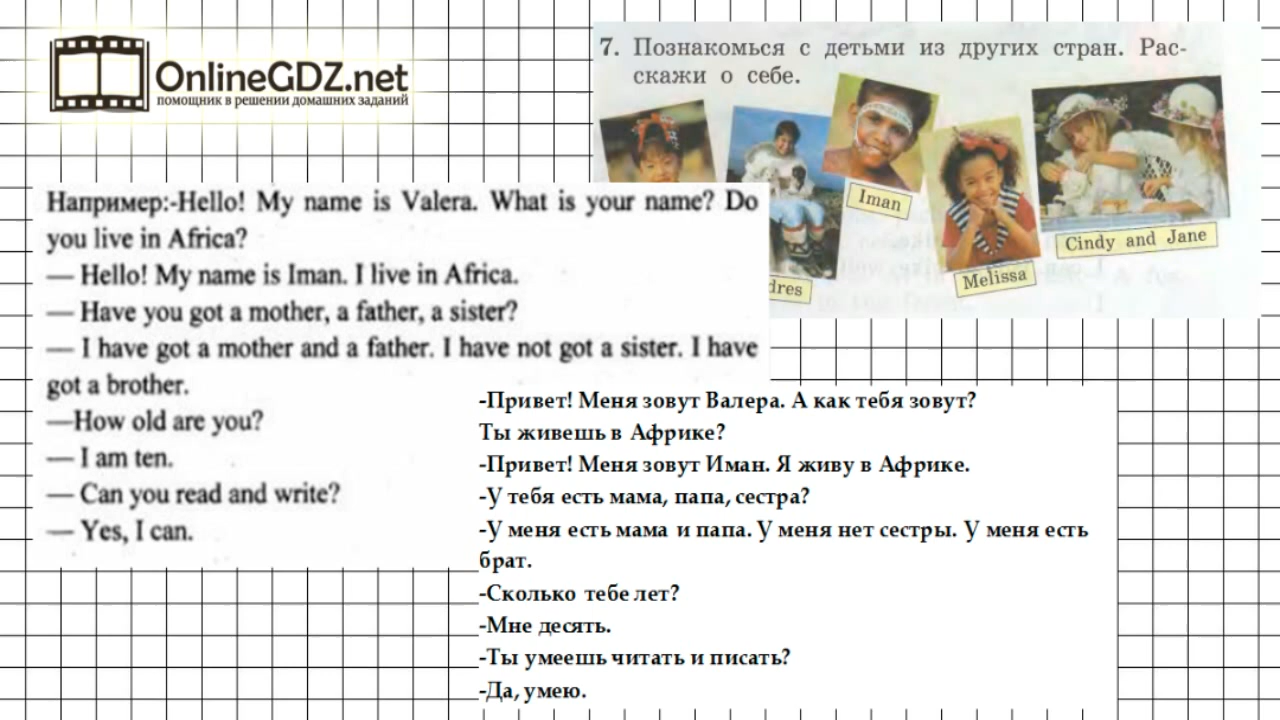 OnlineGDZ.net
помощник в решении домашних заданий
7. Познакомься с детьми из других стран. Рас-
скажи о себе.
Iman
Melissa
Cindy and Jane
Например:-Hello! My name is Valera. What is your name? Do
you live in Africa?
— Hello! My name is Iman. I live in Africa.
— Have you got a mother, a father, a sister?
— I have got a mother and a father. I have not got a sister. I have
got a brother.
—How old are you?
— I am ten.
— Can you read and write?
— Yes, I can.
-Привет! Меня зовут Валера. А как тебя зовут?
Ты живешь в Африке?
-Привет! Меня зовут Иман. Я живу в Африке.
-У тебя есть мама, папа, сестра?
-У меня есть мама и папа. У меня нет сестры. У меня есть
брат.
-Сколько тебе лет?
-Мне десять.
-Ты умеешь читать и писать?
-Да, умею.